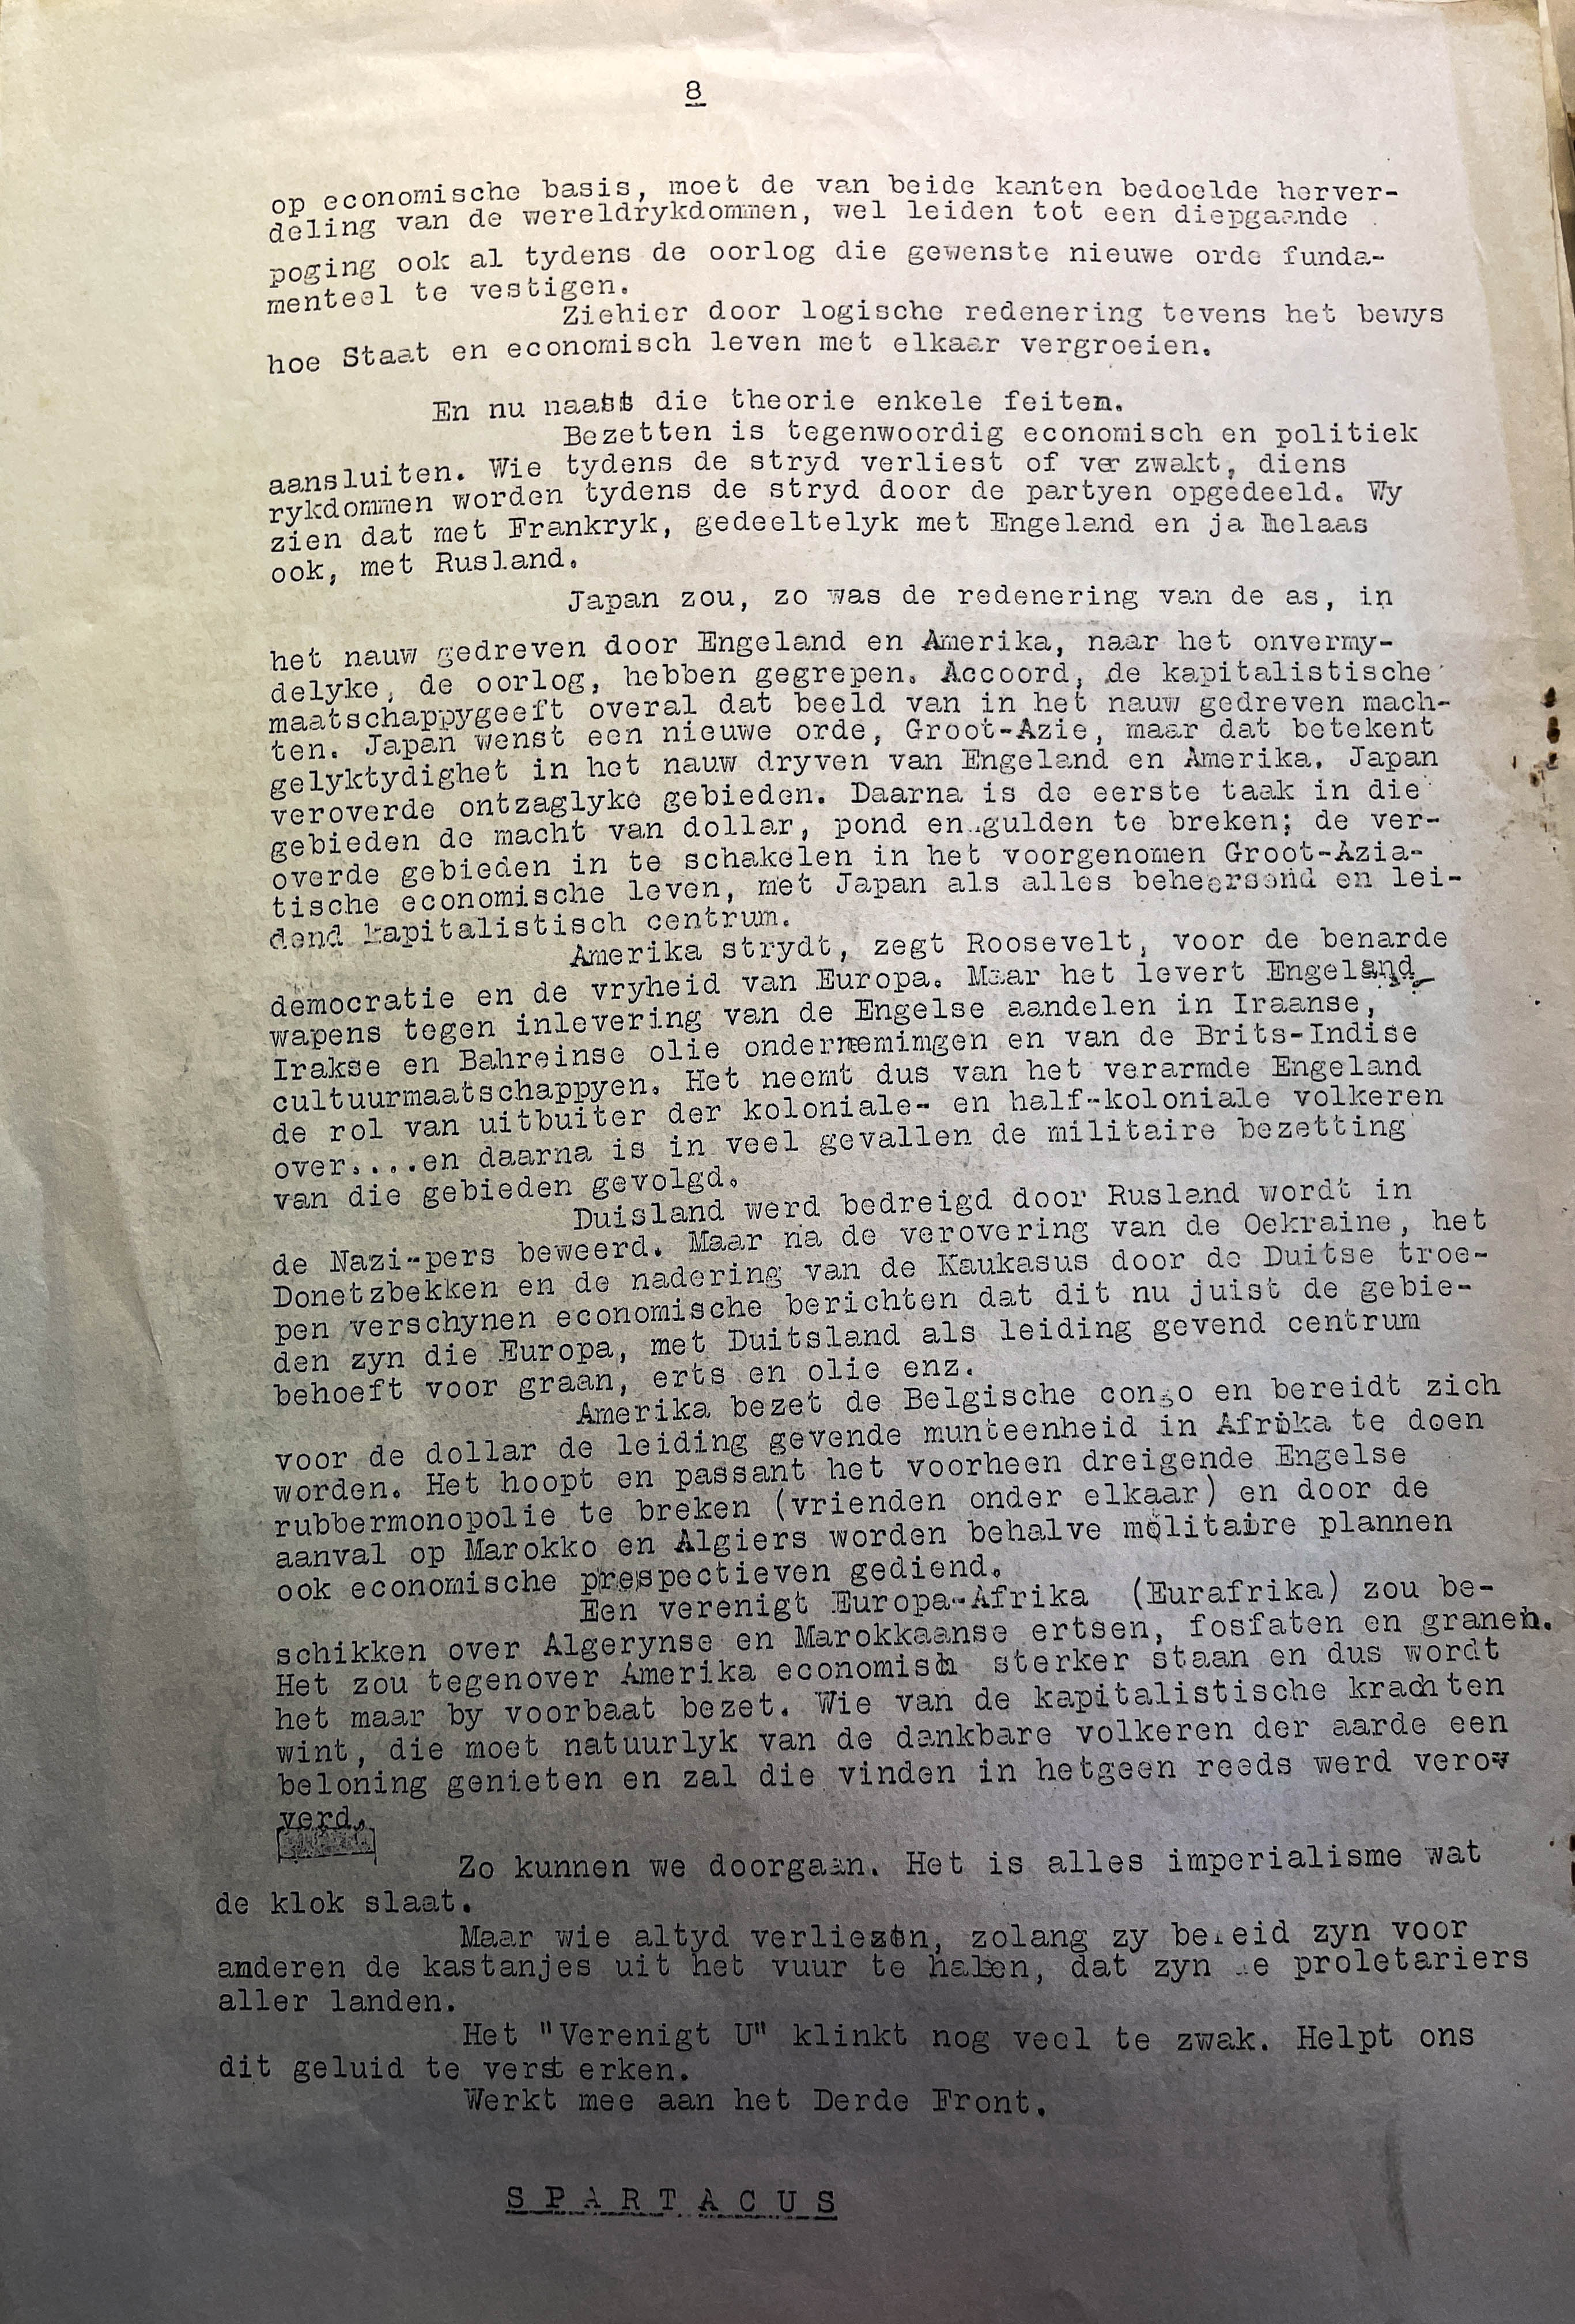 8
op economische basis, moet de van beide kanten bedoelde herver-
deling van de wereldrykdommen, wel leiden tot een diepgaande
poging ook al tydens de oorlog die gewenste nieuwe orde funda-
menteel te vestigen.
Ziehier door logische redenering tevens het bewys
hoe Staat en economisch leven met elkaar vergroeien.
En nu naast die theorie enkele feiten.
Bezetten is tegenwoordig economisch en politiek
aansluiten. Wie tydens de stryd verliest of verzwakt, diens
rykdommen worden tydens de stryd door de partyen opgedeeld. Wy
zien dat met Frankryk, gedeeltelyk met Engeland en ja helaas
ook, met Rusland.
Japan zou, zo was de redenering van de as, in
het nauw gedreven door Engeland en Amerika, naar het onvermy-
delyke, de oorlog, hebben gegrepen. Accoord, de kapitalistische
maatschappygeeft overal dat beeld van in het nauw gedreven mach-
ten. Japan wenst een nieuwe orde, Groot-Azie, maar dat betekent
gelyktydighet in het nauw dryven van Engeland en Amerika. Japan
veroverde ontzaglyke gebieden. Daarna is de eerste taak in die
gebieden de macht van dollar, pond en gulden te breken; de ver-
overde gebieden in te schakelen in het voorgenomen Groot-Azia-
tische economische leven, met Japan als alles beheersend en lei-
dend kapitalistisch centrum.
Amerika strydt, zegt Roosevelt, voor de benarde
democratie en de vryheid van Europa. Maar het levert Engeland
wapens tegen inlevering van de Engelse aandelen in Iraanse,
Irakse en Bahreinse olie ondernemimgen en van de Brits-Indise
cultuurmaatschappyen. Het neemt dus van het verarmde Engeland
de rol van uitbuiter der koloniale- en half-koloniale volkeren
over....en daarna is in veel gevallen de militaire bezetting
van die gebieden gevolgd.
Duisland werd bedreigd door Rusland wordt in
de Nazi-pers beweerd. Maar na de verovering van de Oekraine, het
Donetzbekken en de nadering van de Kaukasus door de Duitse troe-
pen verschynen economische berichten dat dit nu juist de gebie-
den zyn die Europa, met Duitsland als leiding gevend centrum
behoeft voor graan, erts en olie enz.
Amerika bezet de Belgische congo en bereidt zich
voor de dollar de leiding gevende munteenheid in Afrika te doen
worden. Het hoopt en passant het voorheen dreigende Engelse
rubbermonopolie te breken (vrienden onder elkaar) en door de
aanval op Marokko en Algiers worden behalve militaire plannen
ook economische prespectieven gediend.
Een verenigt Europa-Afrika (Eurafrika) zou be-
schikken over Algerynse en Marokkaanse ertsen, fosfaten en granen.
Het zou tegenover Amerika economisch sterker staan en dus wordt
het maar by voorbaat bezet. Wie van de kapitalistische krachten
wint, die moet natuurlyk van de dankbare volkeren der aarde een
beloning genieten en zal die vinden in hetgeen reeds werd verov
verd.
Zo kunnen we doorgaan. Het is alles imperialisme wat
de klok slaat.
Maar wie altyd verliezen, zolang zy bereid zyn voor
anderen de kastanjes uit het vuur te halen, dat zyn de proletariers
aller landen.
Het "Verenigt U" klinkt nog veel te zwak. Helpt ons
dit geluid te versterken.
Werkt mee aan het Derde Front.
S P A R T A C U S